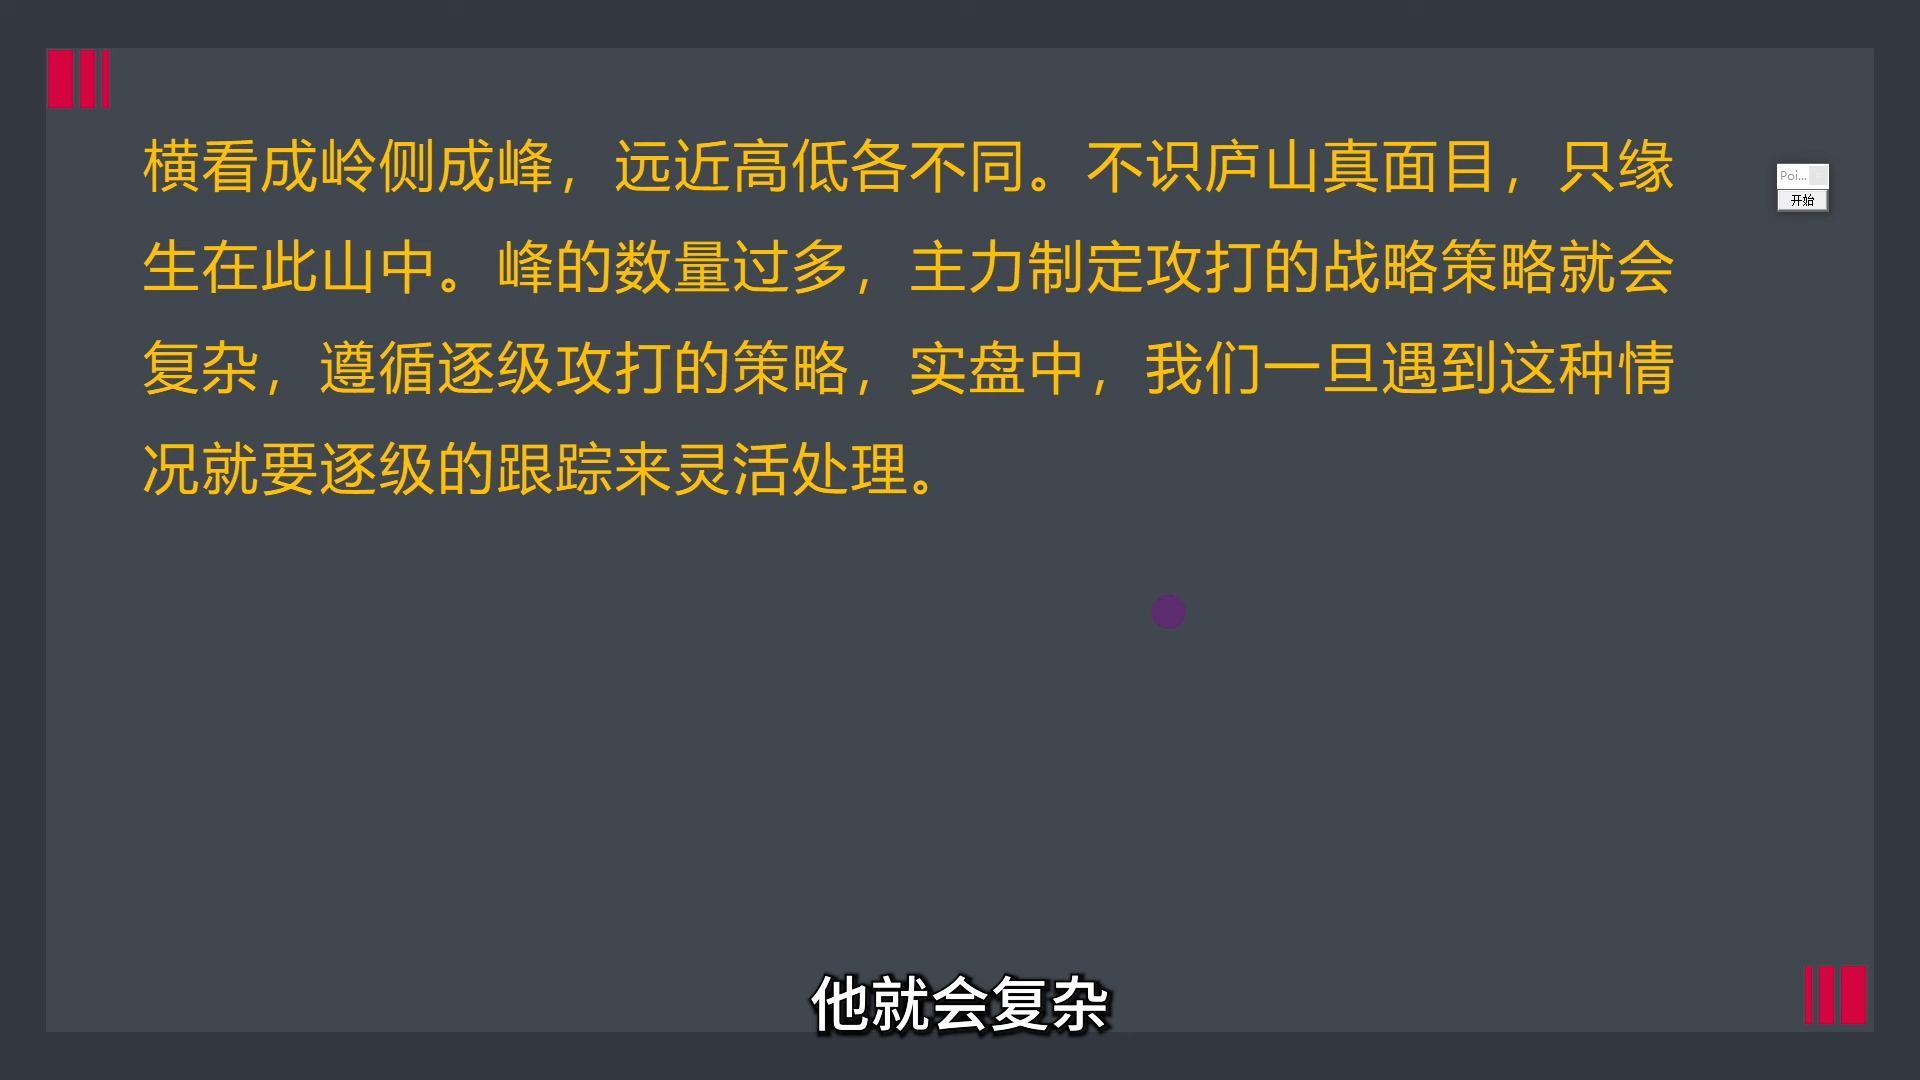 横看成岭侧成峰，远近高低各不同。不识庐山真面目，只缘
生在此山中。峰的数量过多，主力制定攻打的战略策略就会
复杂，遵循逐级攻打的策略，实盘中，我们一旦遇到这种情
况就要逐级的跟踪来灵活处理。
Poi...
开始
他就会复杂